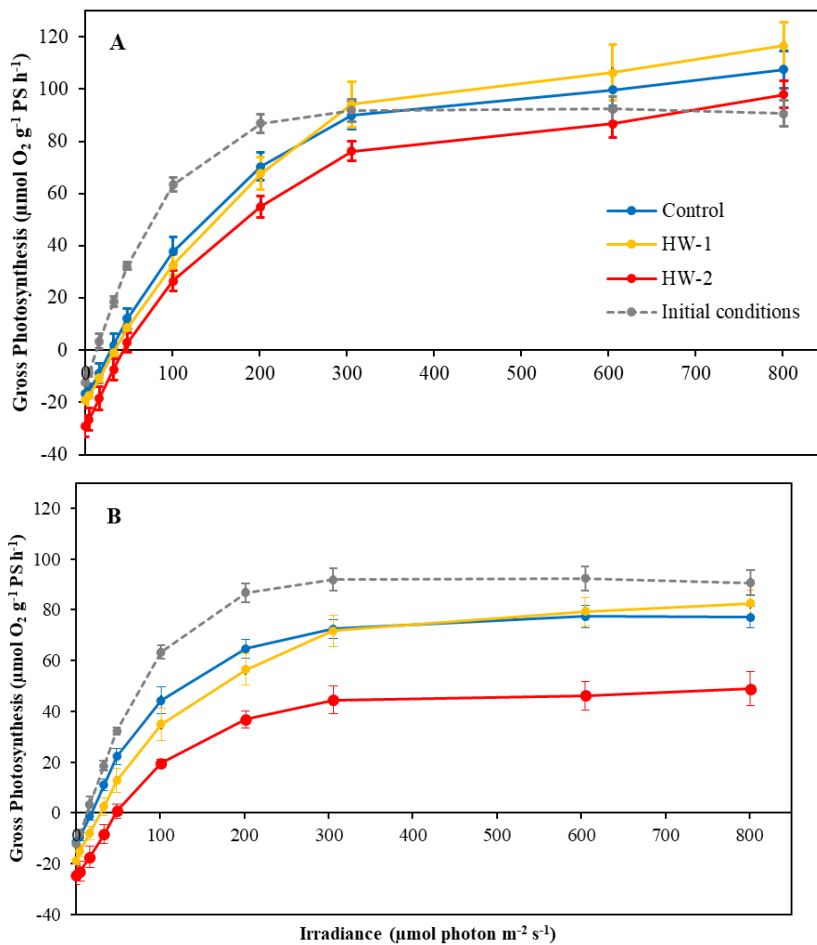 A
120
100
80
60
40
20
0
-20
-40
0 100 200 300 400 500 600 700 800
Gross Photosynthesis (µmol O₂ g⁻¹ PS h⁻¹)
Control
HW-1
HW-2
Initial conditions
B
120
100
80
60
40
20
0
-20
-40
0 100 200 300 400 500 600 700 800
Gross Photosynthesis (µmol O₂ g⁻¹ PS h⁻¹)
Irradiance (µmol photon m⁻² s⁻¹)